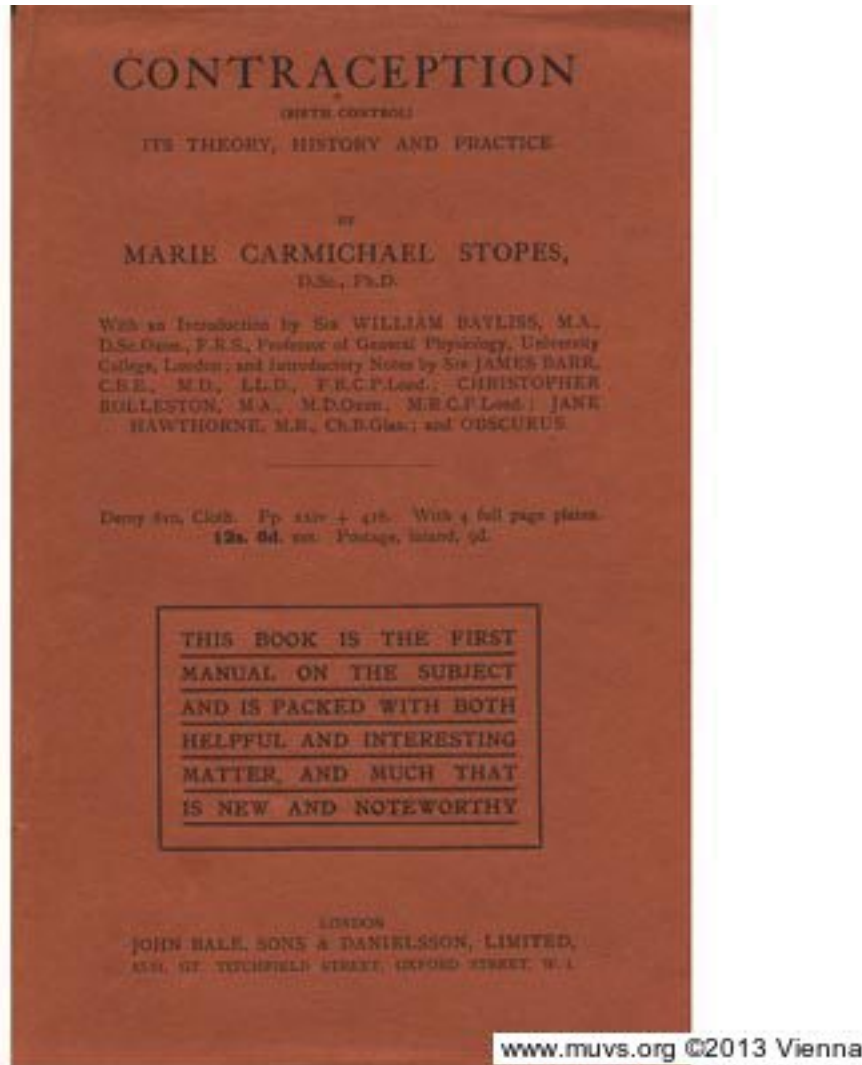 CONTRACEPTION
(BIRTH CONTROL)
ITS THEORY, HISTORY AND PRACTICE
BY
MARIE CARMICHAEL STOPES,
D.Sc., Ph.D.
With an Introduction by Sir WILLIAM BAYLISS, M.A.,
D.Sc.Oxon., F.R.S., Professor of General Physiology, University
College, London; and Introductory Notes by Sir JAMES BARR,
C.B.E., M.D., LL.D., F.R.C.P.Lond.; CHRISTOPHER
ROLLESTON, M.A., M.D.Oxon., M.R.C.P.Lond.; JANE
HAWTHORNE, M.B., Ch.B.Glas.; and OBSCURUS
Demy 8vo, Cloth. Pp. xxiv + 416. With 4 full page plates.
12s. 6d. net. Postage, inland, 9d.
THIS BOOK IS THE FIRST
MANUAL ON THE SUBJECT
AND IS PACKED WITH BOTH
HELPFUL AND INTERESTING
MATTER, AND MUCH THAT
IS NEW AND NOTEWORTHY
LONDON
JOHN BALE, SONS & DANIELSSON, LIMITED,
GT. TITCHFIELD STREET, OXFORD STREET, W. 1
www.muvs.org ©2013 Vienna